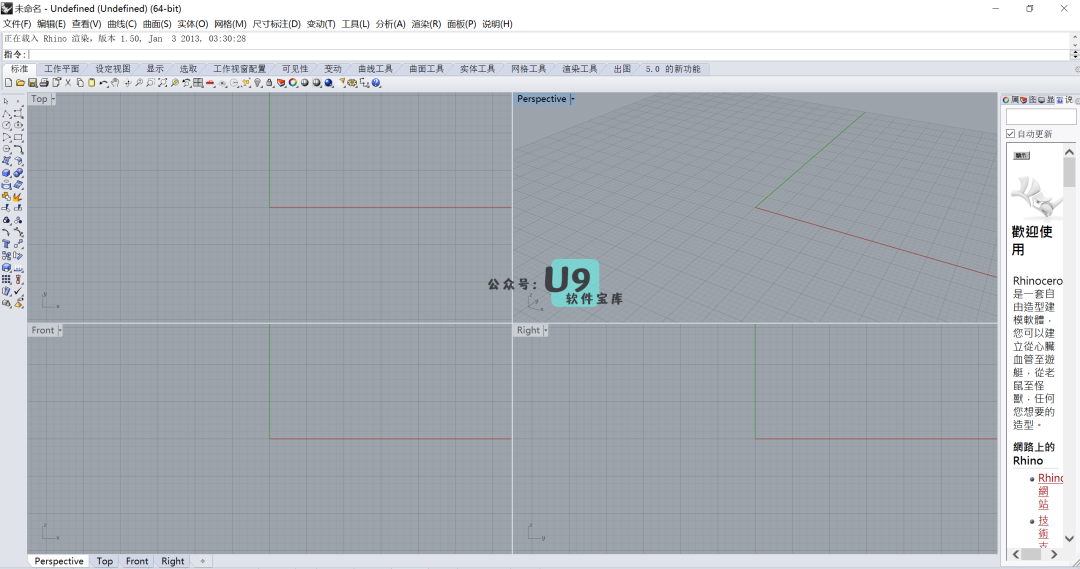 未命名 - Undefined (Undefined) (64-bit)
文件(F) 编辑(E) 查看(V) 曲线(C) 曲面(S) 实体(O) 网格(M) 尺寸标注(D) 变动(T) 工具(L) 分析(A) 渲染(R) 面板(P) 说明(H)
正在载入 Rhino 渲染，版本 1.50, Jan 3 2013, 03:30:28
指令:
标准 工作平面 设定视图 显示 选取 工作视窗配置 可见性 变动 曲线工具 曲面工具 实体工具 网格工具 渲染工具 出图 5.0 的新功能
Top
Perspective
属 图 显 说
自动更新
歡迎使
用
Rhinocero
是一套自
由造型建
模軟體，
您可以建
立從心臟
血管至遊
艇，從老
鼠至怪
獸，任何
您想要的
造型。
網路上的
Rhino
Rhino
網
站
技
術
支
公众号：U9
软件宝库
y
x
z
y
x
Front
Right
z
x
z
y
Perspective Top Front Right